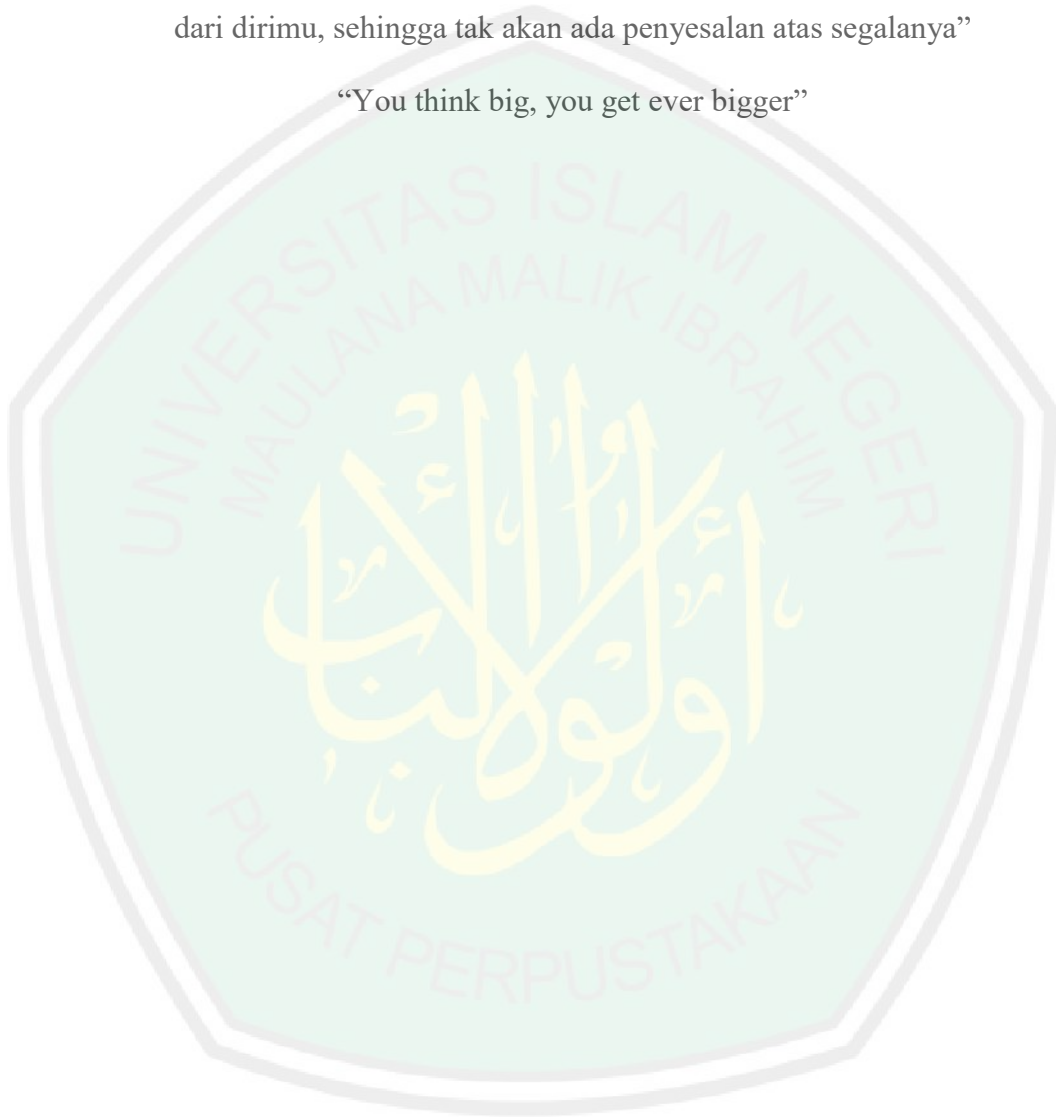 dari dirimu, sehingga tak akan ada penyesalan atas segalanya”
“You think big, you get ever bigger”
UNIVERSITAS ISLAM NEGERI
MAULANA MALIK IBRAHIM
أولوا الألباب
PUSAT PERPUSTAKAAN